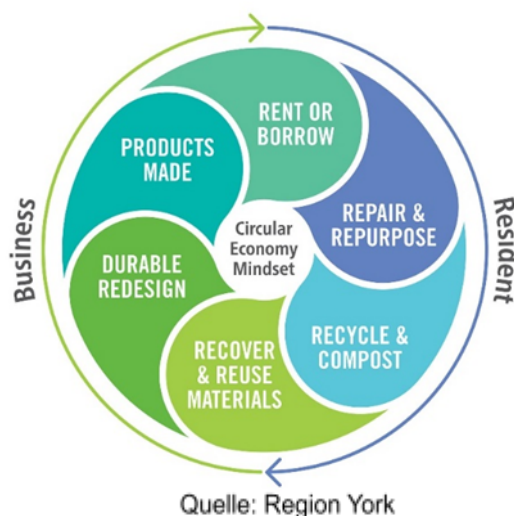 RENT OR
BORROW
REPAIR &
REPURPOSE
RECYCLE &
COMPOST
RECOVER
& REUSE
MATERIALS
DURABLE
REDESIGN
PRODUCTS
MADE
Circular
Economy
Mindset
Business
Resident
Quelle: Region York